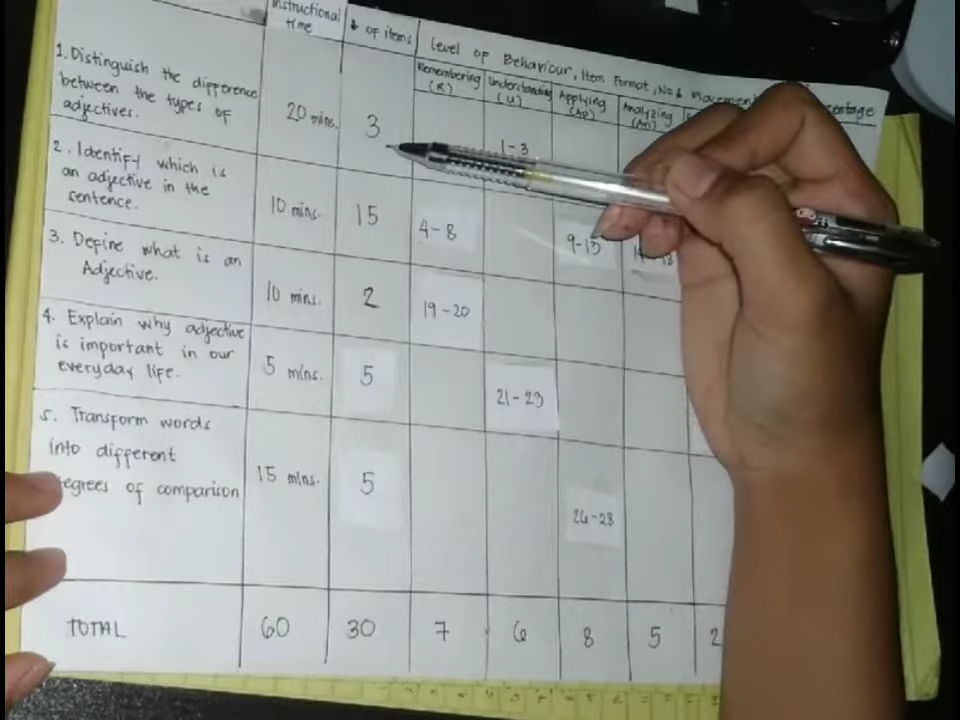 Instructional
time
# of items
Level of Behaviour, Item Format, No &
Remembering
(R)
Understanding
(U)
Applying
(AP)
Analyzing
(An)
1. Distinguish the difference
between the types of
adjectives.
20 mins.
3
1-3
2. Identify which is
an adjective in the
sentence.
10 mins.
15
4-8
9-13
3. Define what is an
Adjective.
10 mins.
2
19-20
4. Explain why adjective
is important in our
everyday life.
5 mins.
5
21-23
5. Transform words
into different
egrees of comparison
15 mins.
5
26-28
TOTAL
60
30
7
6
8
5
2